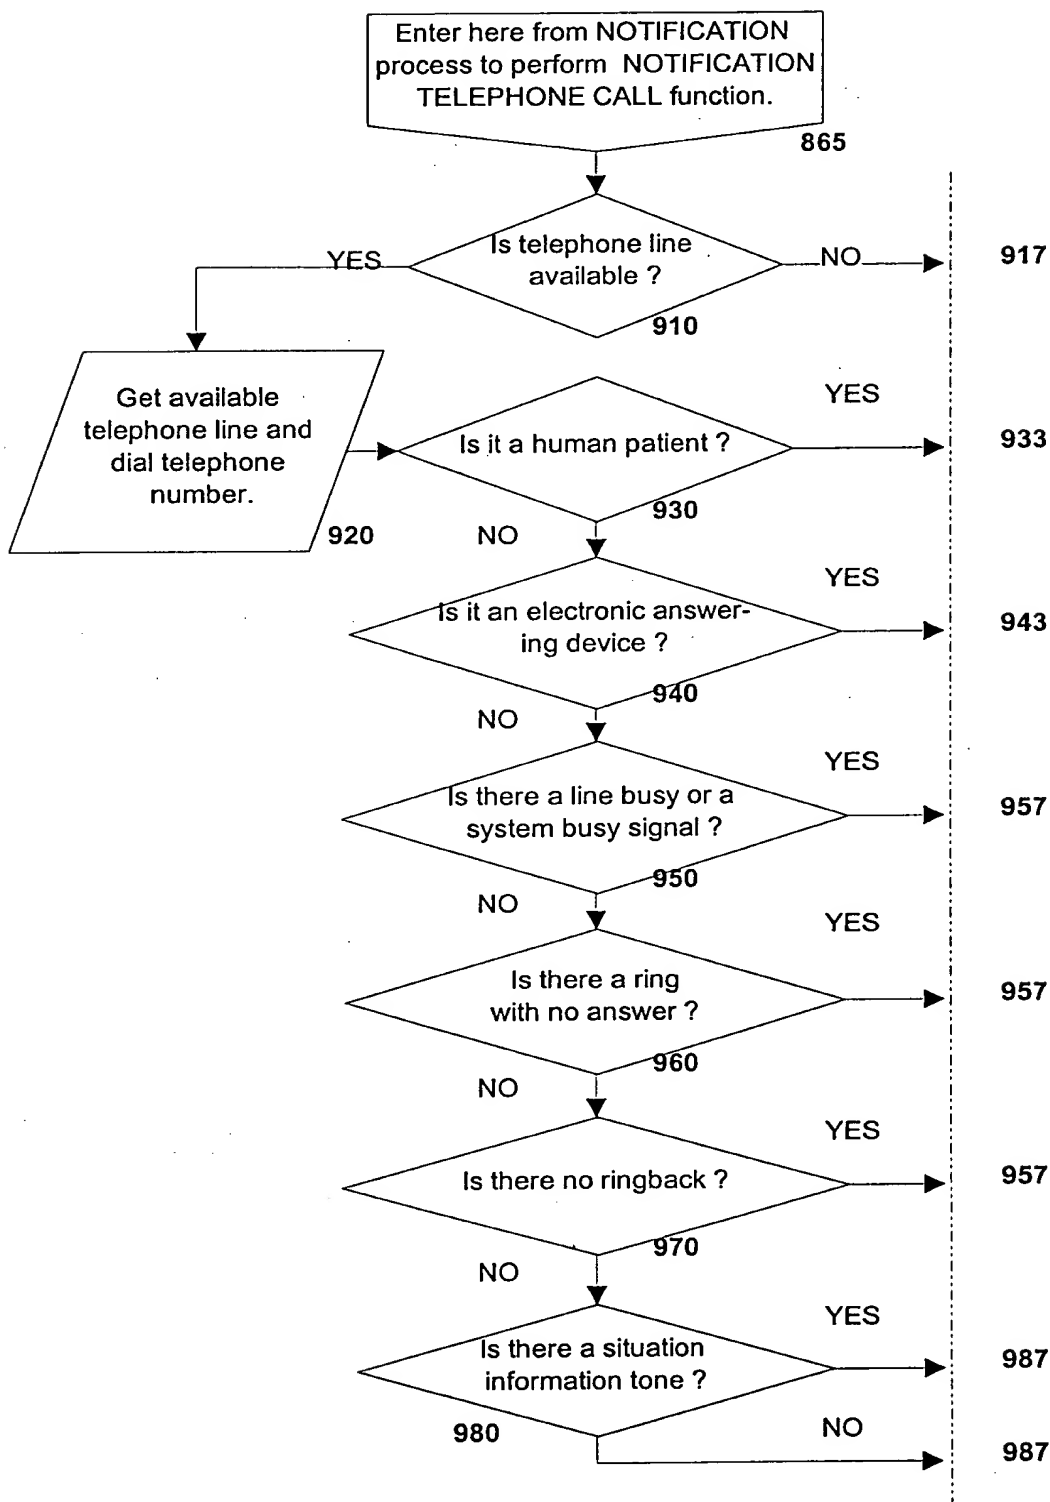 Enter here from NOTIFICATION
process to perform NOTIFICATION
TELEPHONE CALL function.
865
Is telephone line
available ?
YES
NO
917
910
Get available
telephone line and
dial telephone
number.
920
Is it a human patient ?
YES
933
930
NO
Is it an electronic answer-
ing device ?
YES
943
940
NO
Is there a line busy or a
system busy signal ?
YES
957
950
NO
Is there a ring
with no answer ?
YES
957
960
NO
Is there no ringback ?
YES
957
970
NO
Is there a situation
information tone ?
YES
987
980
NO
987